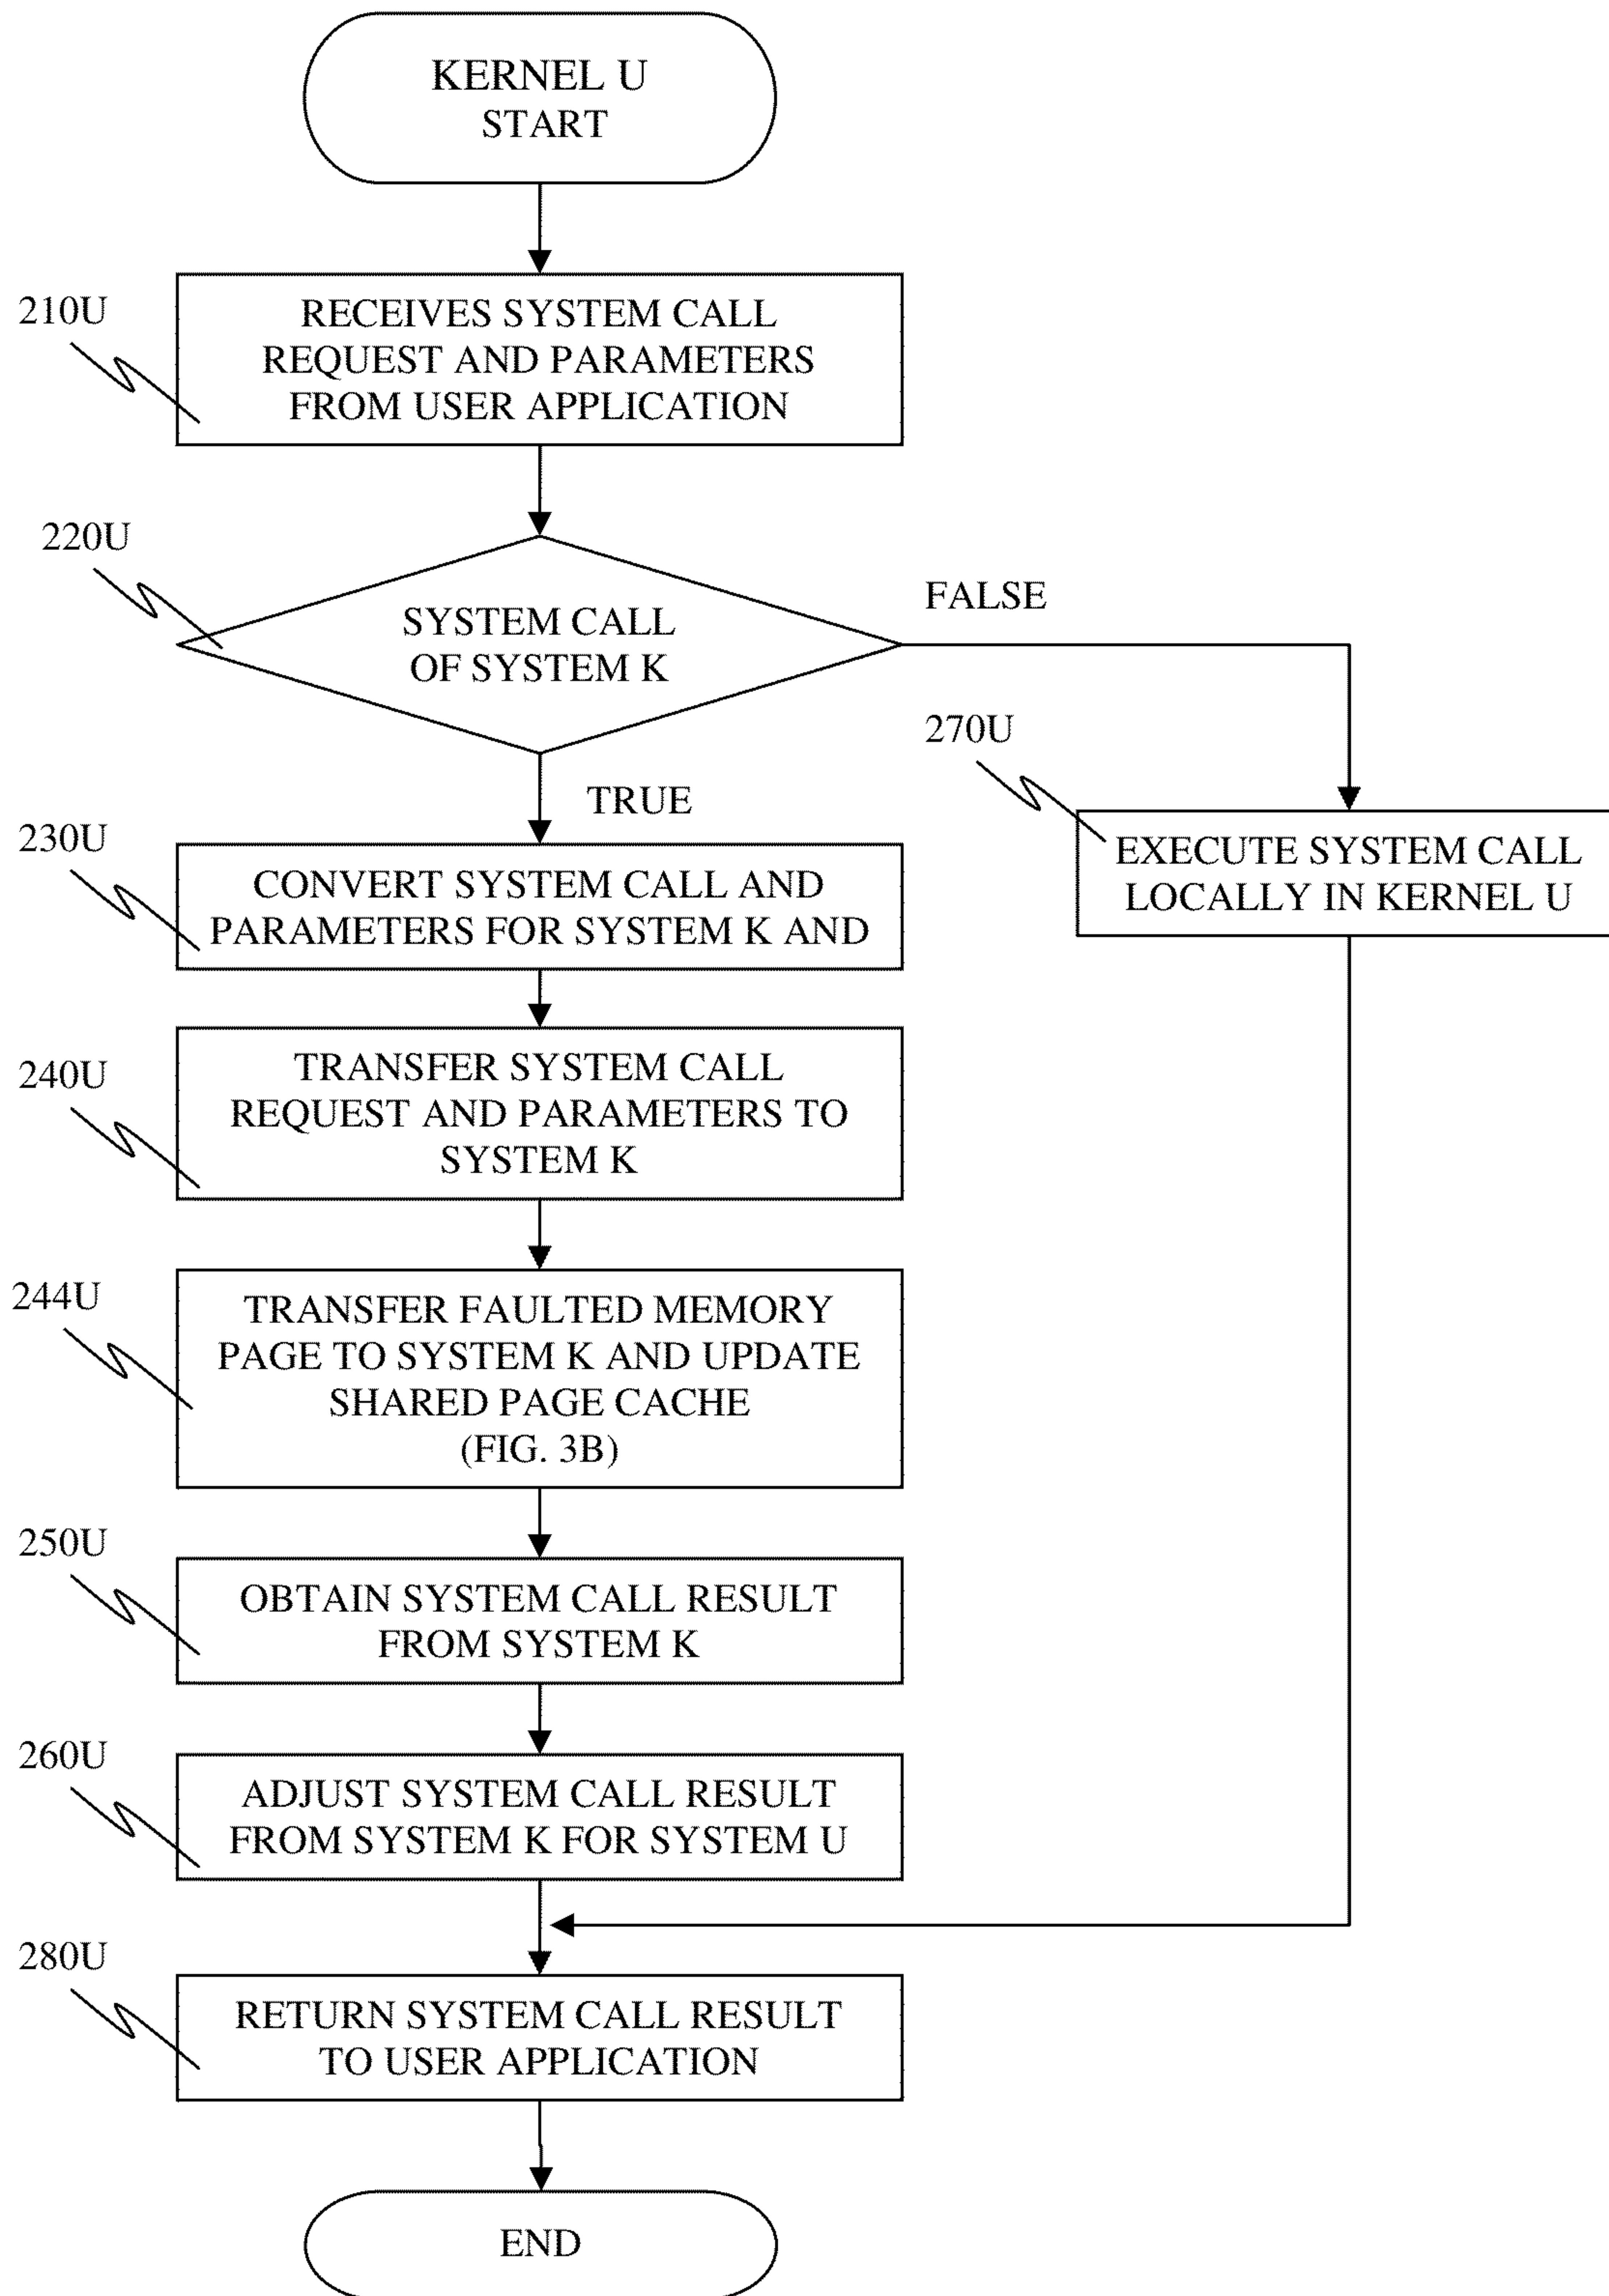 KERNEL U
START
210U
RECEIVES SYSTEM CALL
REQUEST AND PARAMETERS
FROM USER APPLICATION
220U
SYSTEM CALL
OF SYSTEM K
FALSE
TRUE
270U
EXECUTE SYSTEM CALL
LOCALLY IN KERNEL U
230U
CONVERT SYSTEM CALL AND
PARAMETERS FOR SYSTEM K AND
240U
TRANSFER SYSTEM CALL
REQUEST AND PARAMETERS TO
SYSTEM K
244U
TRANSFER FAULTED MEMORY
PAGE TO SYSTEM K AND UPDATE
SHARED PAGE CACHE
(FIG. 3B)
250U
OBTAIN SYSTEM CALL RESULT
FROM SYSTEM K
260U
ADJUST SYSTEM CALL RESULT
FROM SYSTEM K FOR SYSTEM U
280U
RETURN SYSTEM CALL RESULT
TO USER APPLICATION
END